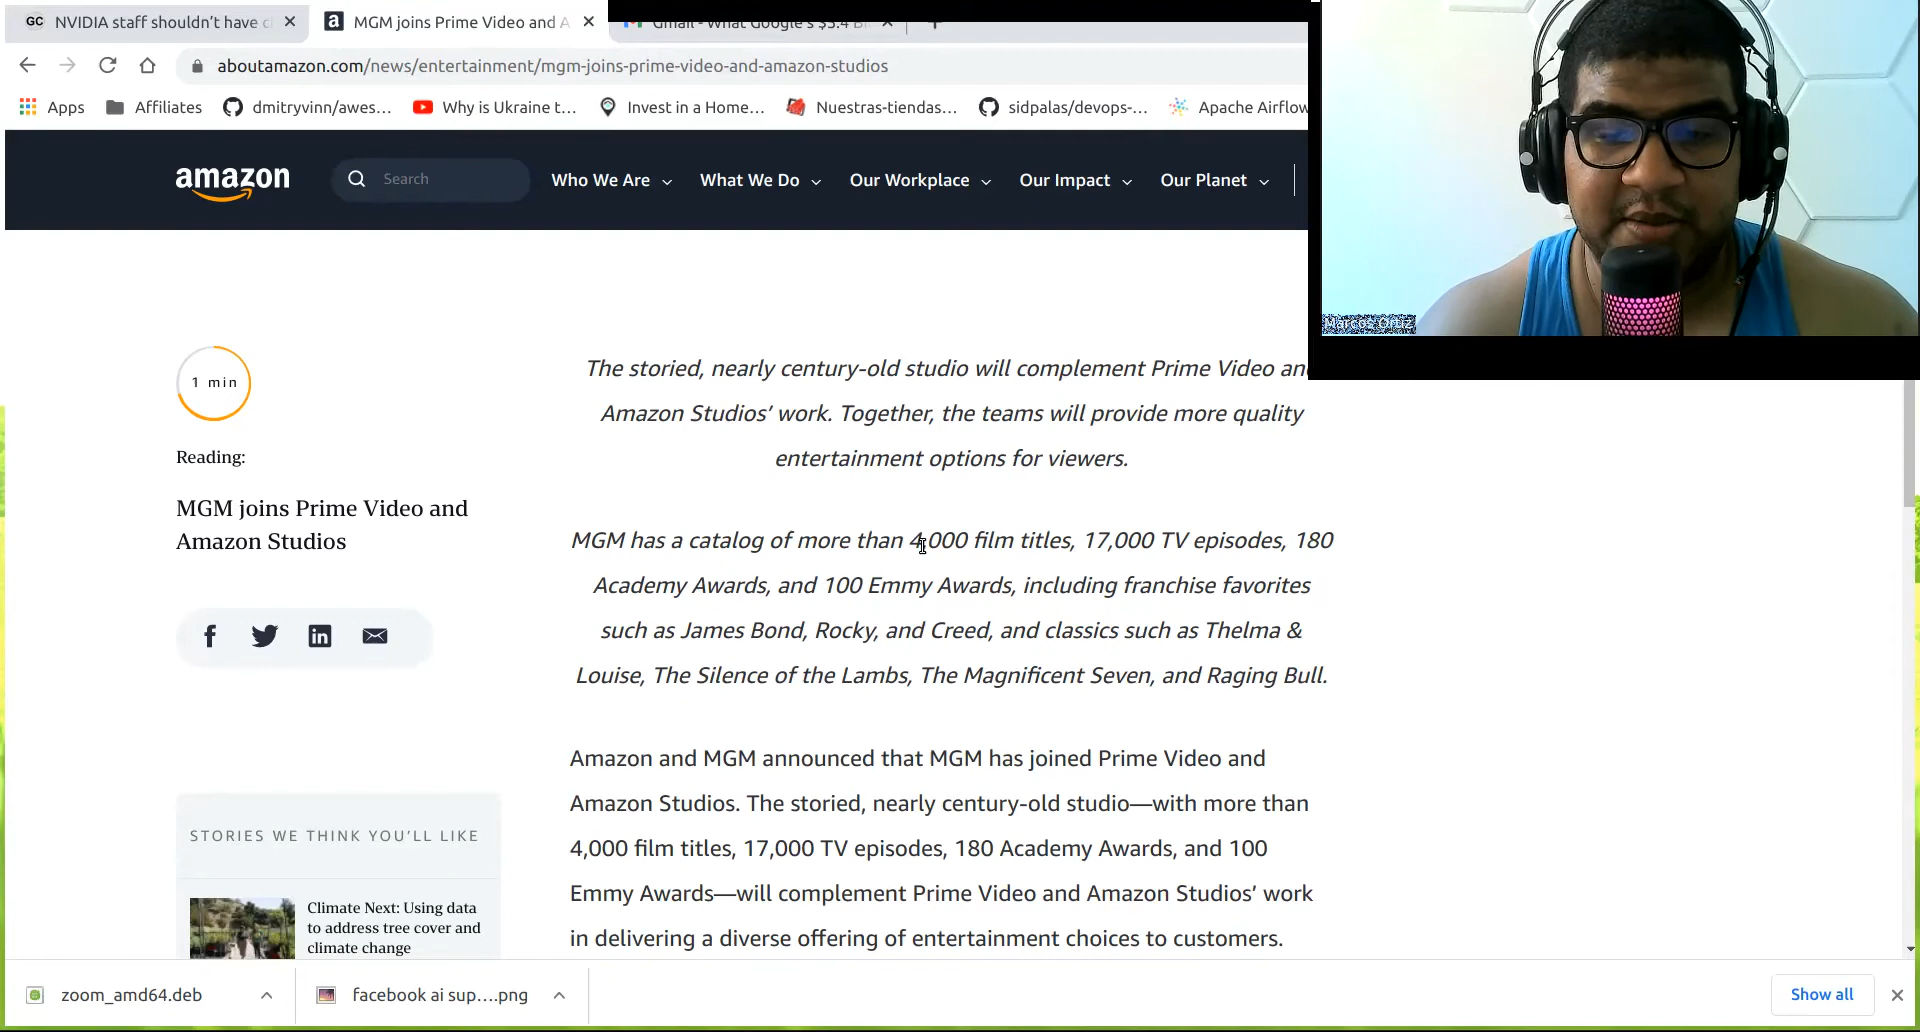 GC NVIDIA staff shouldn't have c
MGM joins Prime Video and A
Gmail - What Google's $5.4 Bi
aboutamazon.com/news/entertainment/mgm-joins-prime-video-and-amazon-studios
Apps Affiliates dmitryvinn/awes... Why is Ukraine t... Invest in a Home... Nuestras-tiendas... sidpalas/devops-... Apache Airflow
amazon Search Who We Are What We Do Our Workplace Our Impact Our Planet
Marcos Ortiz
1 min
Reading:
MGM joins Prime Video and
Amazon Studios
STORIES WE THINK YOU'LL LIKE
Climate Next: Using data
to address tree cover and
climate change
The storied, nearly century-old studio will complement Prime Video and
Amazon Studios' work. Together, the teams will provide more quality
entertainment options for viewers.
MGM has a catalog of more than 4,000 film titles, 17,000 TV episodes, 180
Academy Awards, and 100 Emmy Awards, including franchise favorites
such as James Bond, Rocky, and Creed, and classics such as Thelma &
Louise, The Silence of the Lambs, The Magnificent Seven, and Raging Bull.
Amazon and MGM announced that MGM has joined Prime Video and
Amazon Studios. The storied, nearly century-old studio—with more than
4,000 film titles, 17,000 TV episodes, 180 Academy Awards, and 100
Emmy Awards—will complement Prime Video and Amazon Studios' work
in delivering a diverse offering of entertainment choices to customers.
zoom_amd64.deb facebook ai sup....png Show all